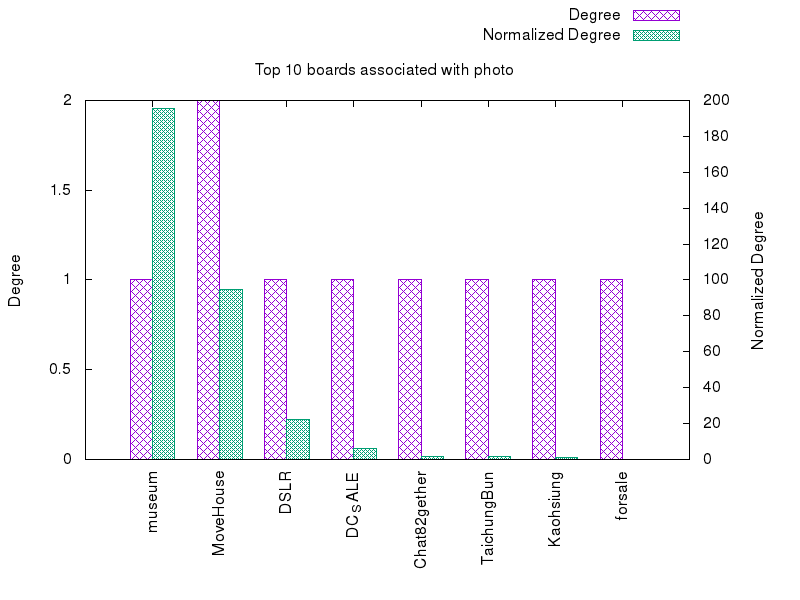 Degree
Normalized Degree
Top 10 boards associated with photo
2
1.5
1
0.5
0
Degree
200
180
160
140
120
100
80
60
40
20
0
Normalized Degree
museum
MoveHouse
DSLR
DCsALE
Chat82gether
TaichungBun
Kaohsiung
forsale